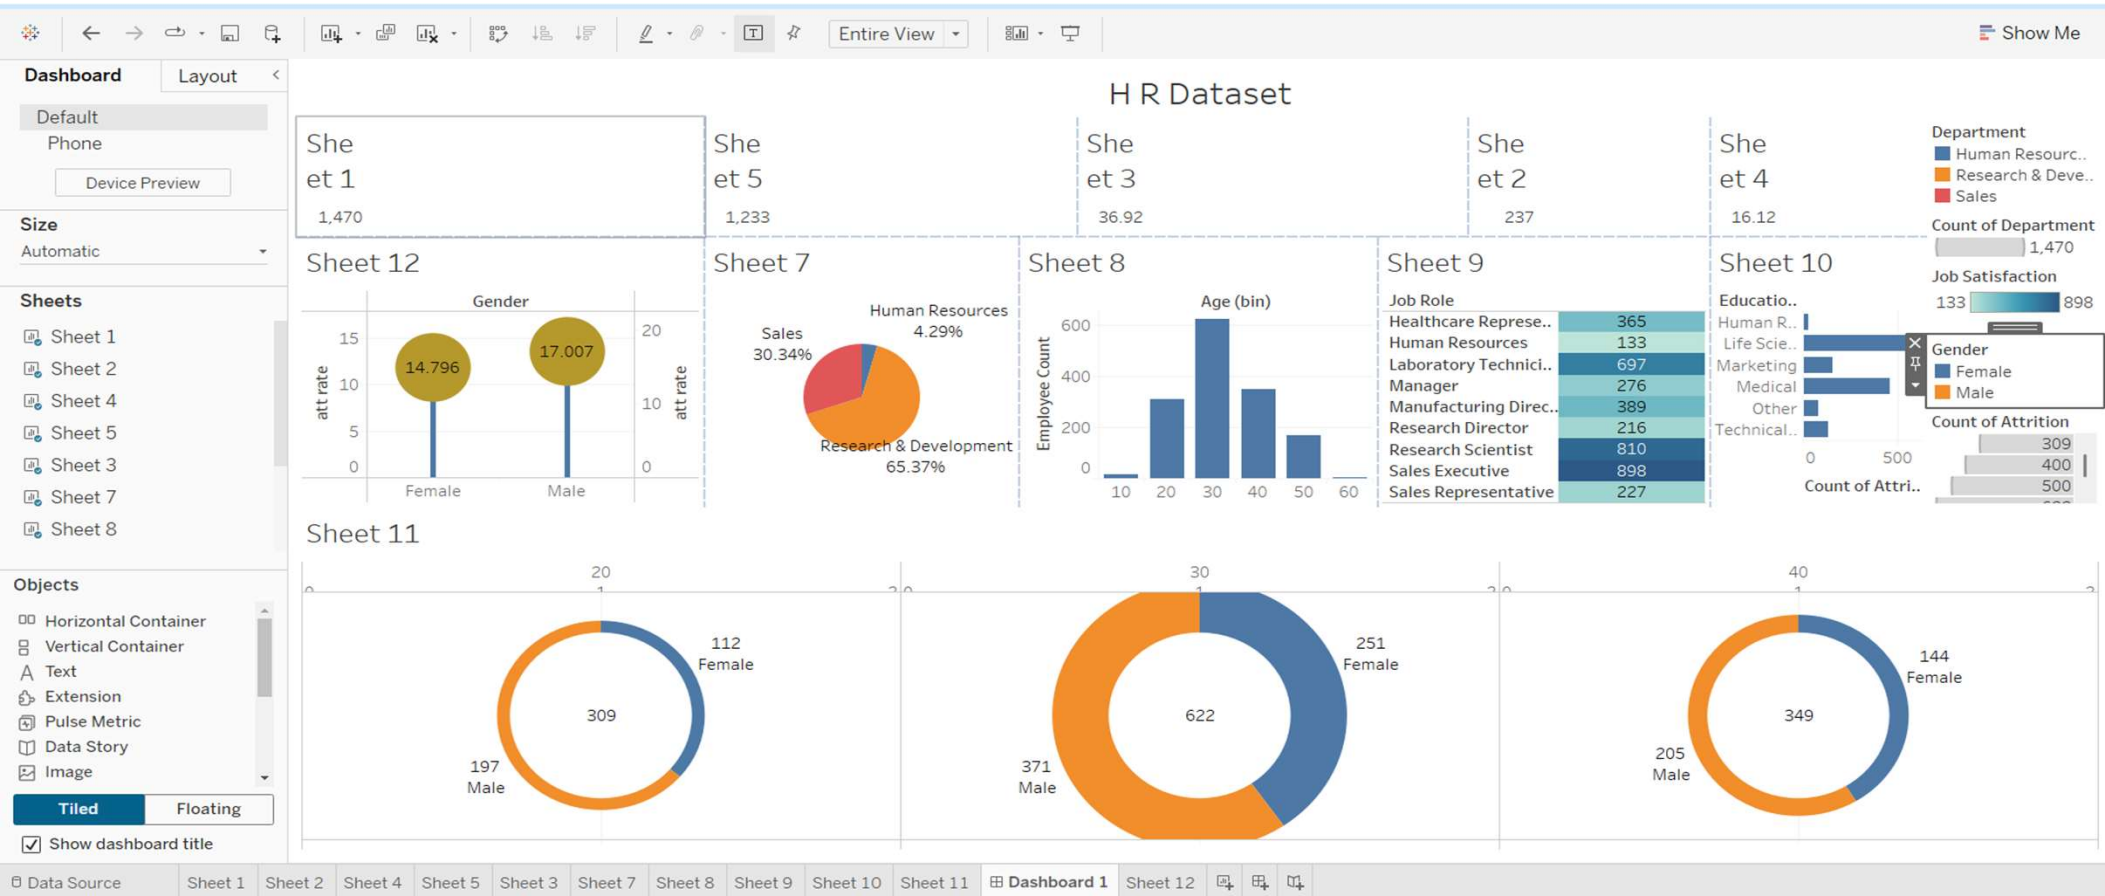 Entire View
Show Me
Dashboard
Layout
Default
Phone
Device Preview
Size
Automatic
Sheets
Sheet 1
Sheet 2
Sheet 4
Sheet 5
Sheet 3
Sheet 7
Sheet 8
Objects
Horizontal Container
Vertical Container
A Text
Extension
Pulse Metric
Data Story
Image
Tiled
Floating
Show dashboard title
H R Dataset
She
et 1
1,470
She
et 5
1,233
She
et 3
36.92
She
et 2
237
She
et 4
16.12
Sheet 12
Gender
15
10
5
0
att rate
14.796
17.007
20
10
0
att rate
Female
Male
Sheet 7
Human Resources
4.29%
Sales
30.34%
Research & Development
65.37%
Sheet 8
Age (bin)
Employee Count
600
400
200
0
10 20 30 40 50 60
Sheet 9
Job Role
Healthcare Represe.. 365
Human Resources 133
Laboratory Technici.. 697
Manager 276
Manufacturing Direc.. 389
Research Director 216
Research Scientist 810
Sales Executive 898
Sales Representative 227
Sheet 10
Educatio..
Human R..
Life Scie..
Marketing
Medical
Other
Technical..
0 500
Count of Attri..
Department
Human Resourc..
Research & Deve..
Sales
Count of Department
1,470
Job Satisfaction
133 898
Gender
Female
Male
Count of Attrition
309
400
500
Sheet 11
20
30
40
112
Female
309
197
Male
251
Female
622
371
Male
144
Female
349
205
Male
Data Source
Sheet 1
Sheet 2
Sheet 4
Sheet 5
Sheet 3
Sheet 7
Sheet 8
Sheet 9
Sheet 10
Sheet 11
Dashboard 1
Sheet 12